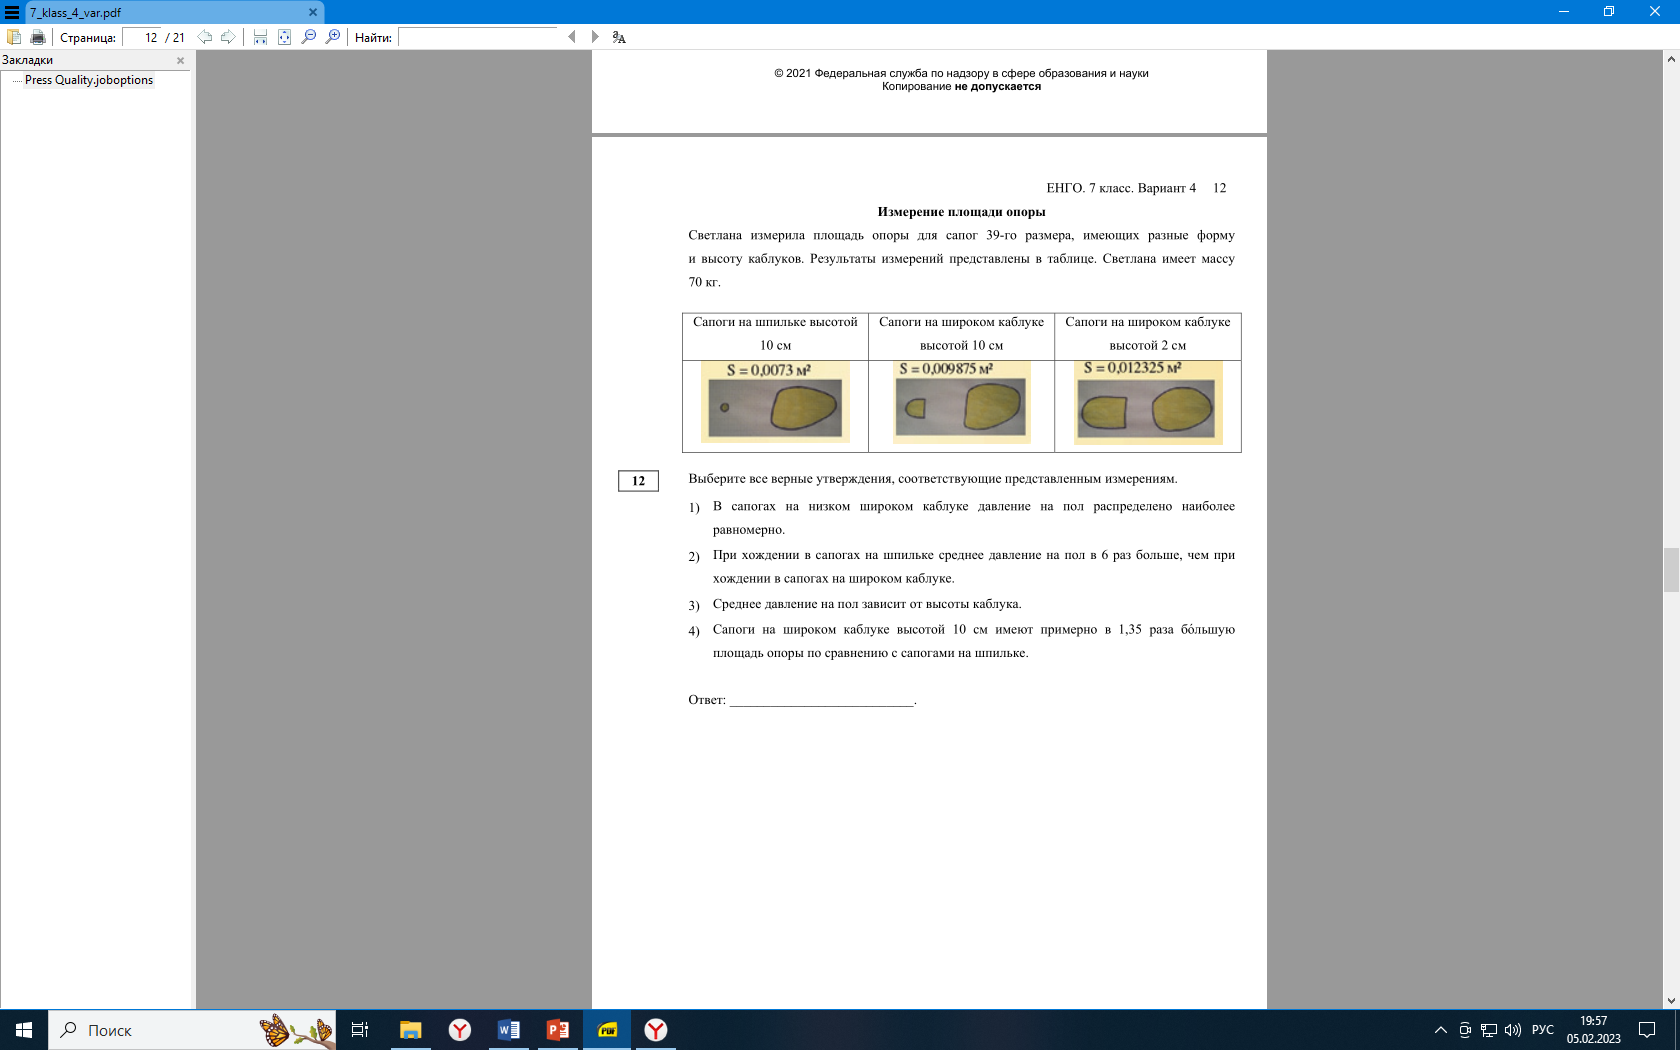 7_klass_4_var.pdf
Страница: 12 / 21 Найти:
Закладки
Press Quality.joboptions
© 2021 Федеральная служба по надзору в сфере образования и науки
Копирование не допускается
ЕНГО. 7 класс. Вариант 4 12
Измерение площади опоры
Светлана измерила площадь опоры для сапог 39-го размера, имеющих разные форму
и высоту каблуков. Результаты измерений представлены в таблице. Светлана имеет массу
70 кг.
Сапоги на шпильке высотой
10 см
Сапоги на широком каблуке
высотой 10 см
Сапоги на широком каблуке
высотой 2 см
S = 0,0073 м²
S = 0,009875 м²
S = 0,012325 м²
12 Выберите все верные утверждения, соответствующие представленным измерениям.
1) В сапогах на низком широком каблуке давление на пол распределено наиболее
равномерно.
2) При хождении в сапогах на шпильке среднее давление на пол в 6 раз больше, чем при
хождении в сапогах на широком каблуке.
3) Среднее давление на пол зависит от высоты каблука.
4) Сапоги на широком каблуке высотой 10 см имеют примерно в 1,35 раза бо́льшую
площадь опоры по сравнению с сапогами на шпильке.
Ответ: ____________________________.
Поиск
РУС
19:57
05.02.2023